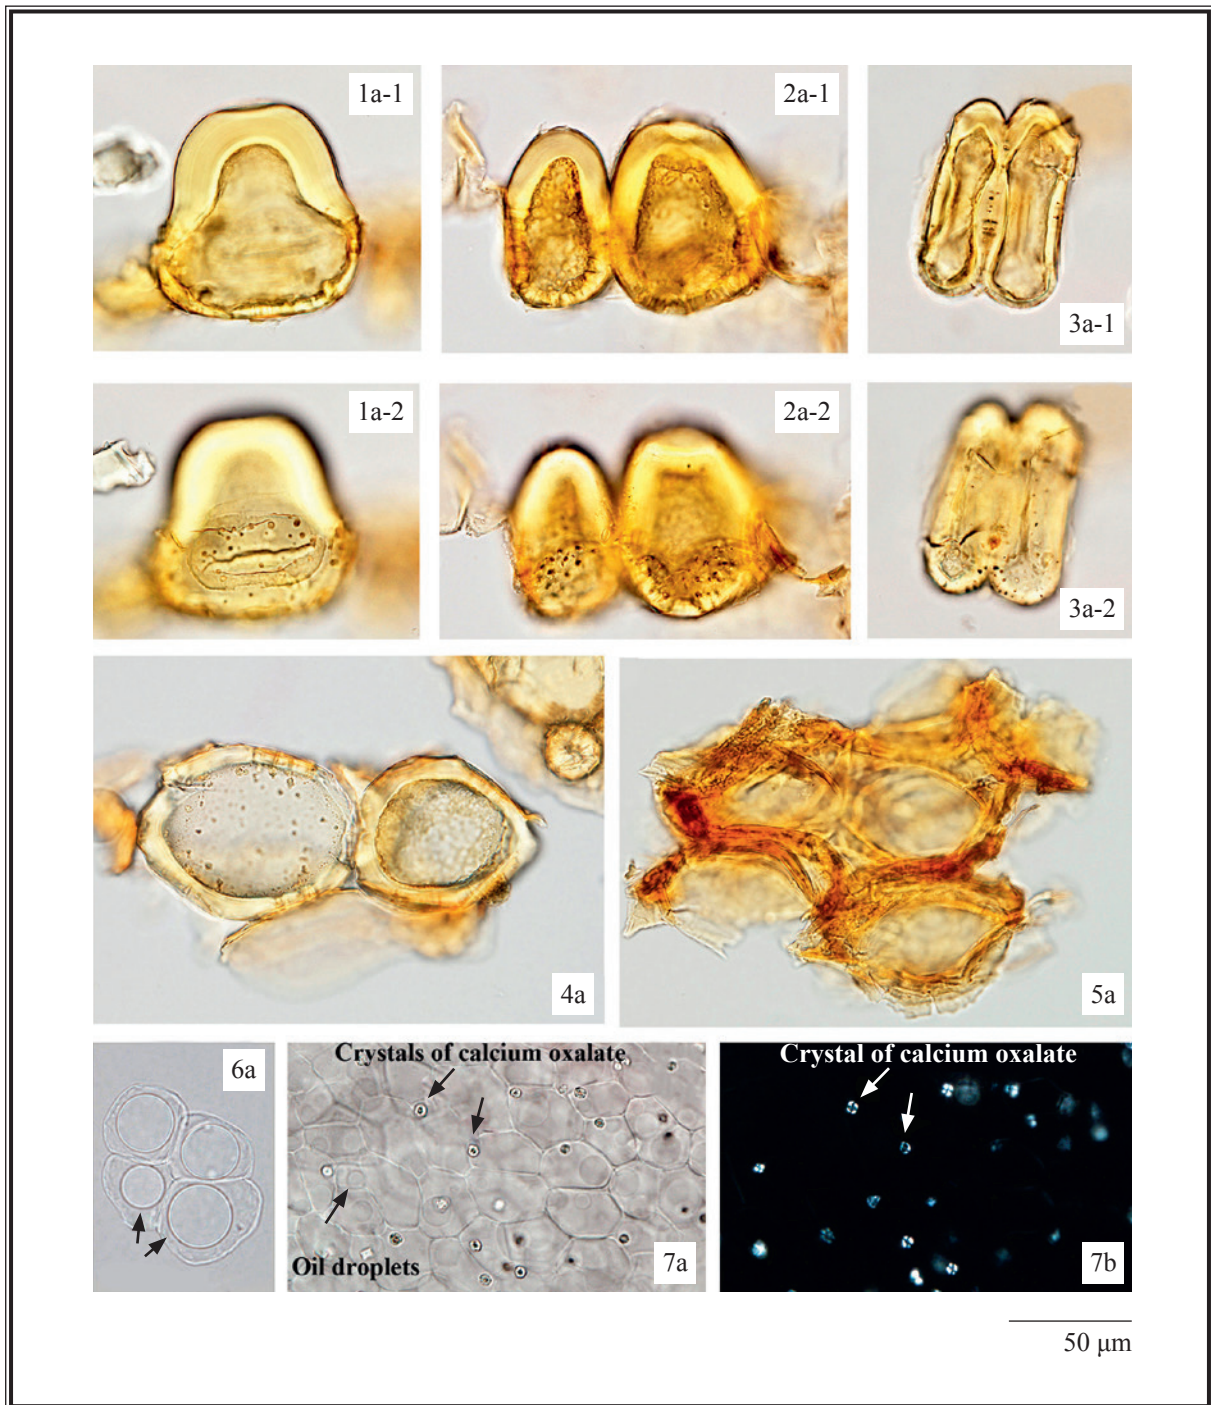 1a-1
2a-1
3a-1
1a-2
2a-2
3a-2
4a
5a
6a
Crystals of calcium oxalate
Oil droplets
7a
Crystal of calcium oxalate
7b
50 μm